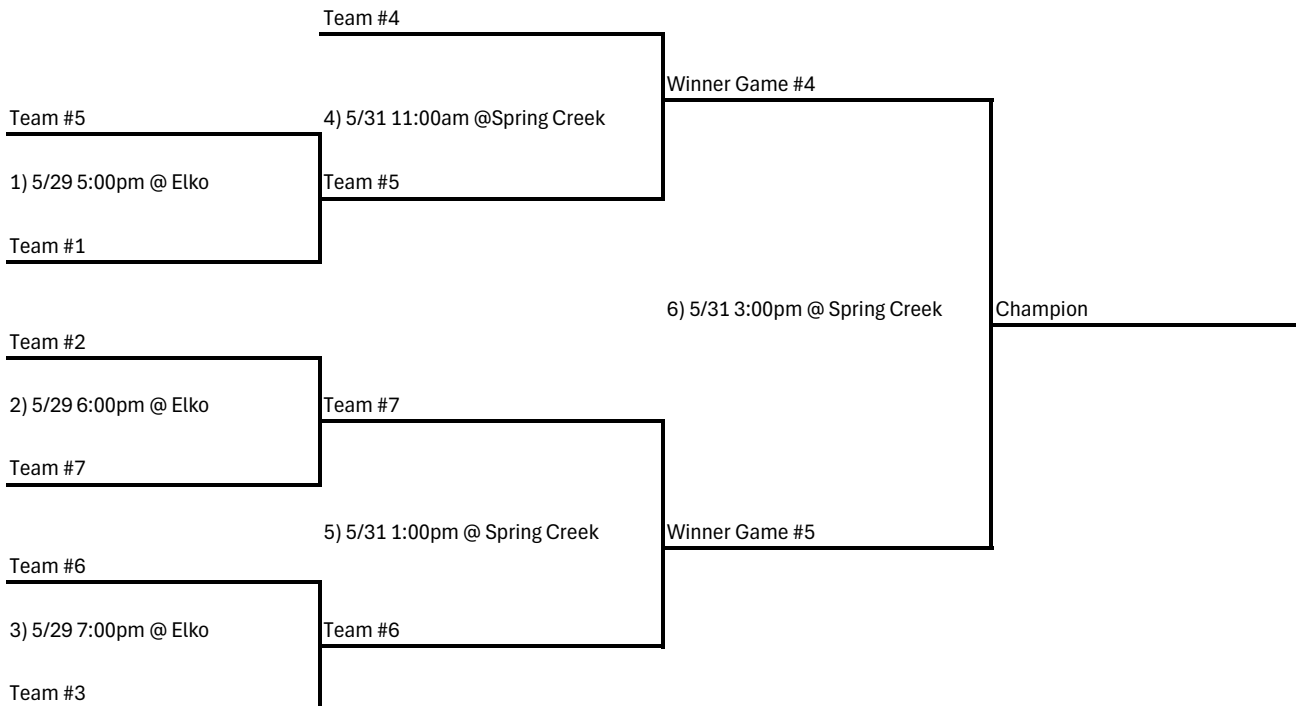 Team #4
Winner Game #4
Team #5
4) 5/31 11:00am @Spring Creek
1) 5/29 5:00pm @ Elko
Team #5
Team #1
6) 5/31 3:00pm @ Spring Creek
Champion
Team #2
2) 5/29 6:00pm @ Elko
Team #7
Team #7
5) 5/31 1:00pm @ Spring Creek
Winner Game #5
Team #6
3) 5/29 7:00pm @ Elko
Team #6
Team #3